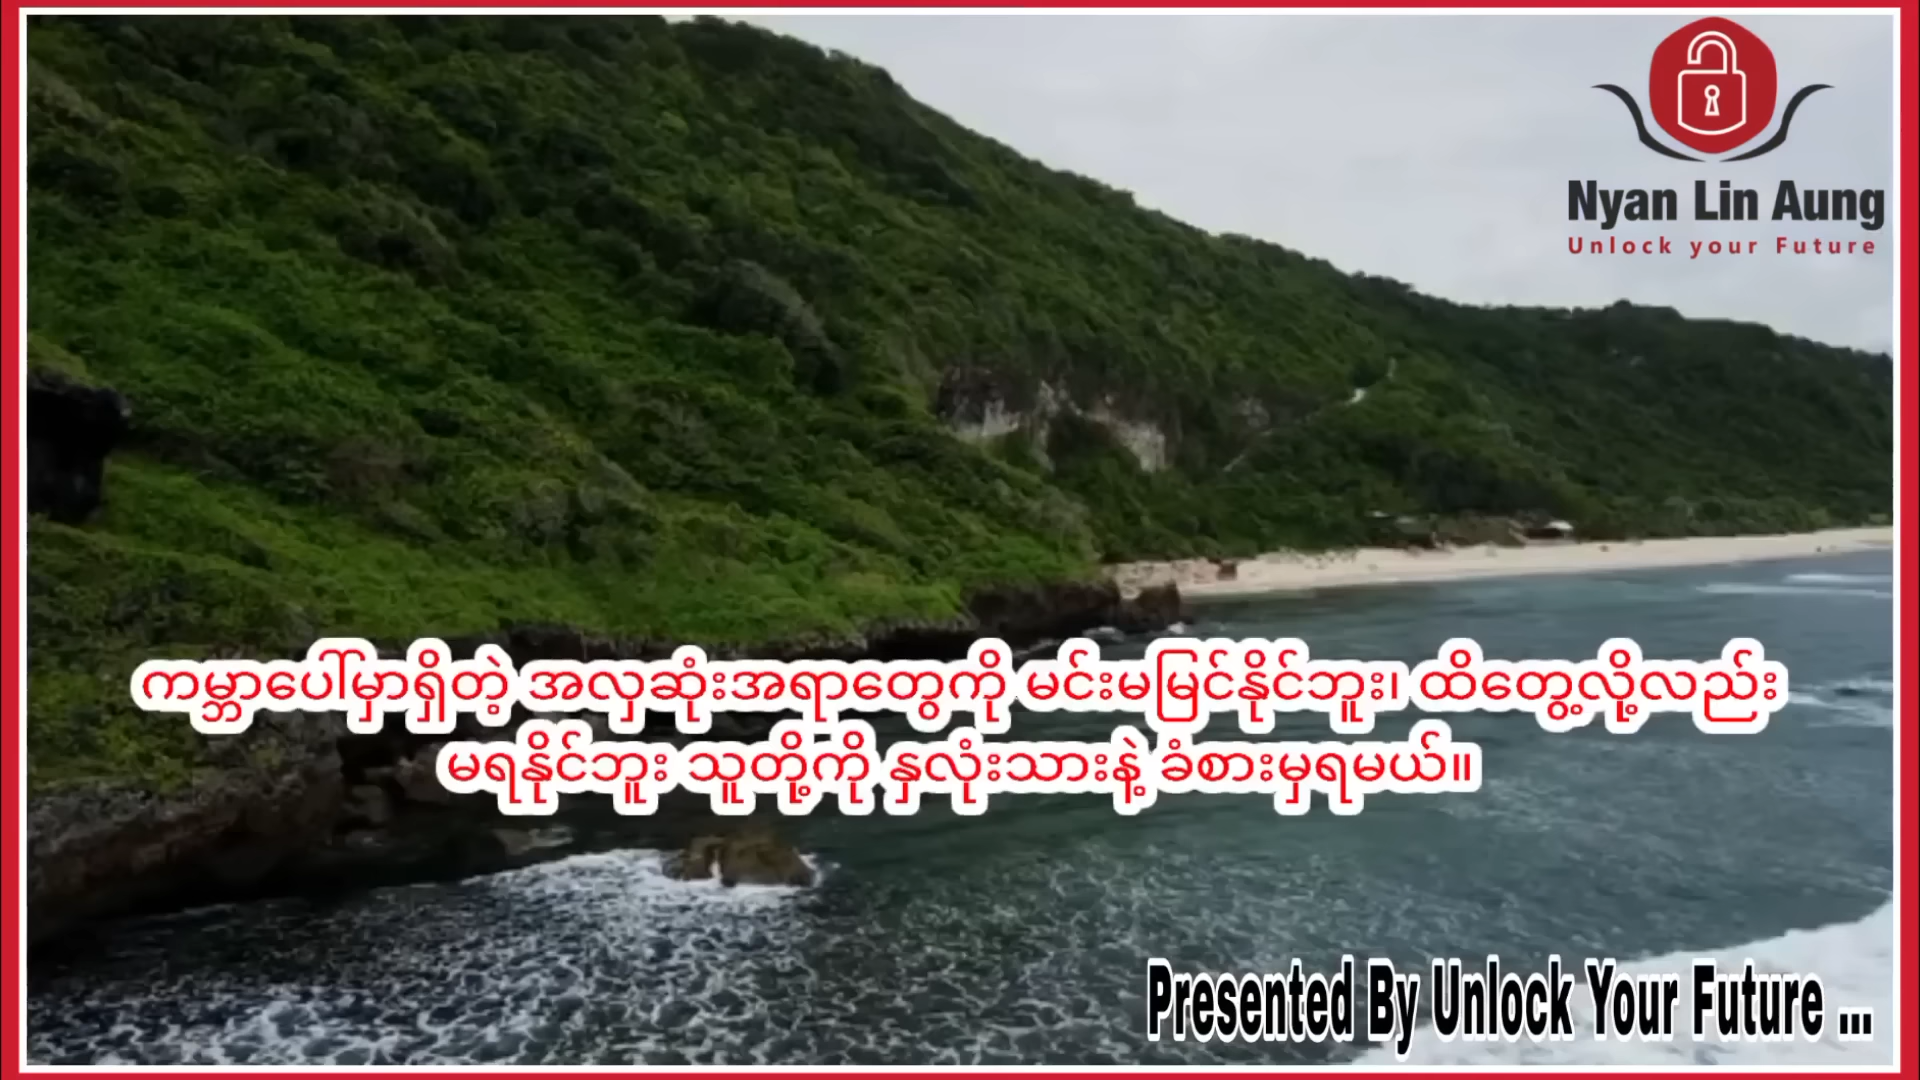 Nyan Lin Aung
Unlock your Future
ကမ္ဘာပေါ်မှာရှိတဲ့ အလှဆုံးအရာတွေကို မင်းမမြင်နိုင်ဘူး၊ ထိတွေ့လို့လည်း
မရနိုင်ဘူး သူတို့ကို နှလုံးသားနဲ့ ခံစားမှရမယ်။
Presented By Unlock Your Future ...